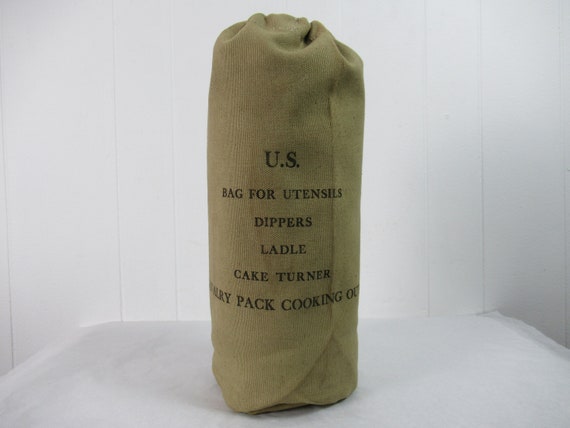 U.S.
BAG FOR UTENSILS
DIPPERS
LADLE
CAKE TURNER
PACK COOKING